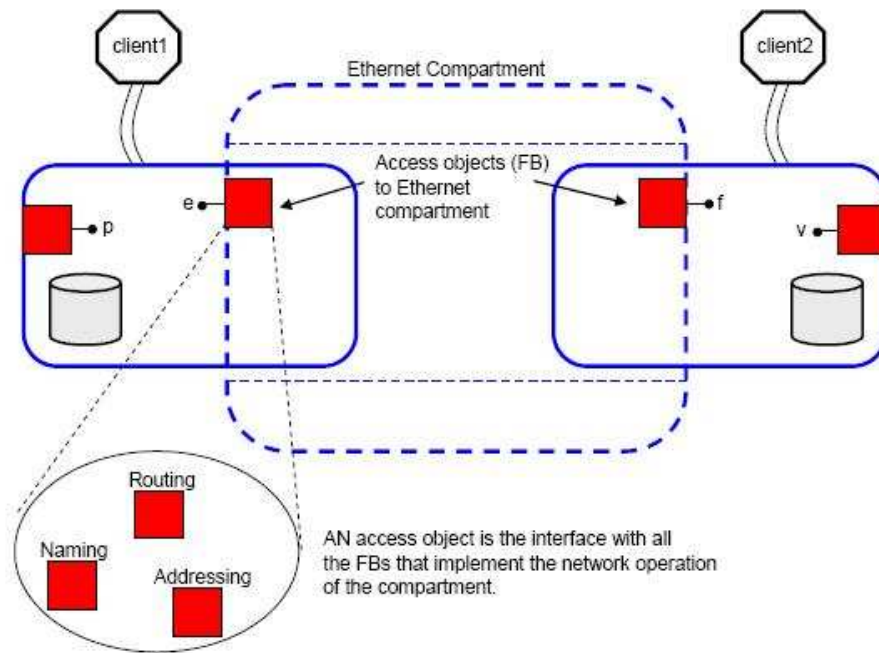 client1
client2
Ethernet Compartment
Access objects (FB)
to Ethernet
compartment
e
f
p
v
Routing
Naming
Addressing
AN access object is the interface with all
the FBs that implement the network operation
of the compartment.